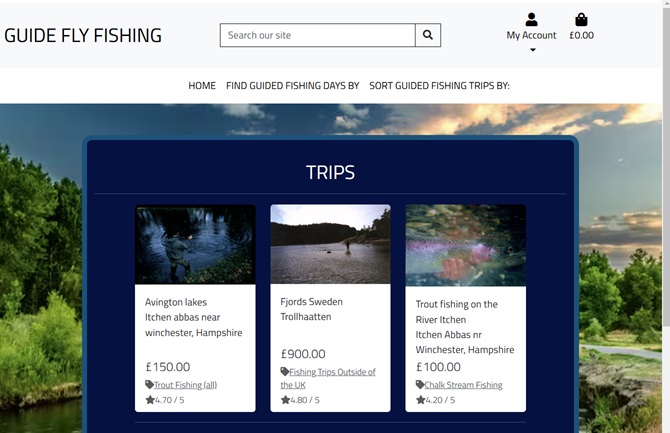 GUIDE FLY FISHING
Search our site
My Account
£0.00
HOME FIND GUIDED FISHING DAYS BY SORT GUIDED FISHING TRIPS BY:
TRIPS
Avington lakes
Itchen abbas near
winchester, Hampshire
£150.00
Trout Fishing (all)
4.70 / 5
Fjords Sweden
Trollhaatten
£900.00
Fishing Trips Outside of
the UK
4.80 / 5
Trout fishing on the
River Itchen
Itchen Abbas nr
Winchester, Hampshire
£100.00
Chalk Stream Fishing
4.20 / 5